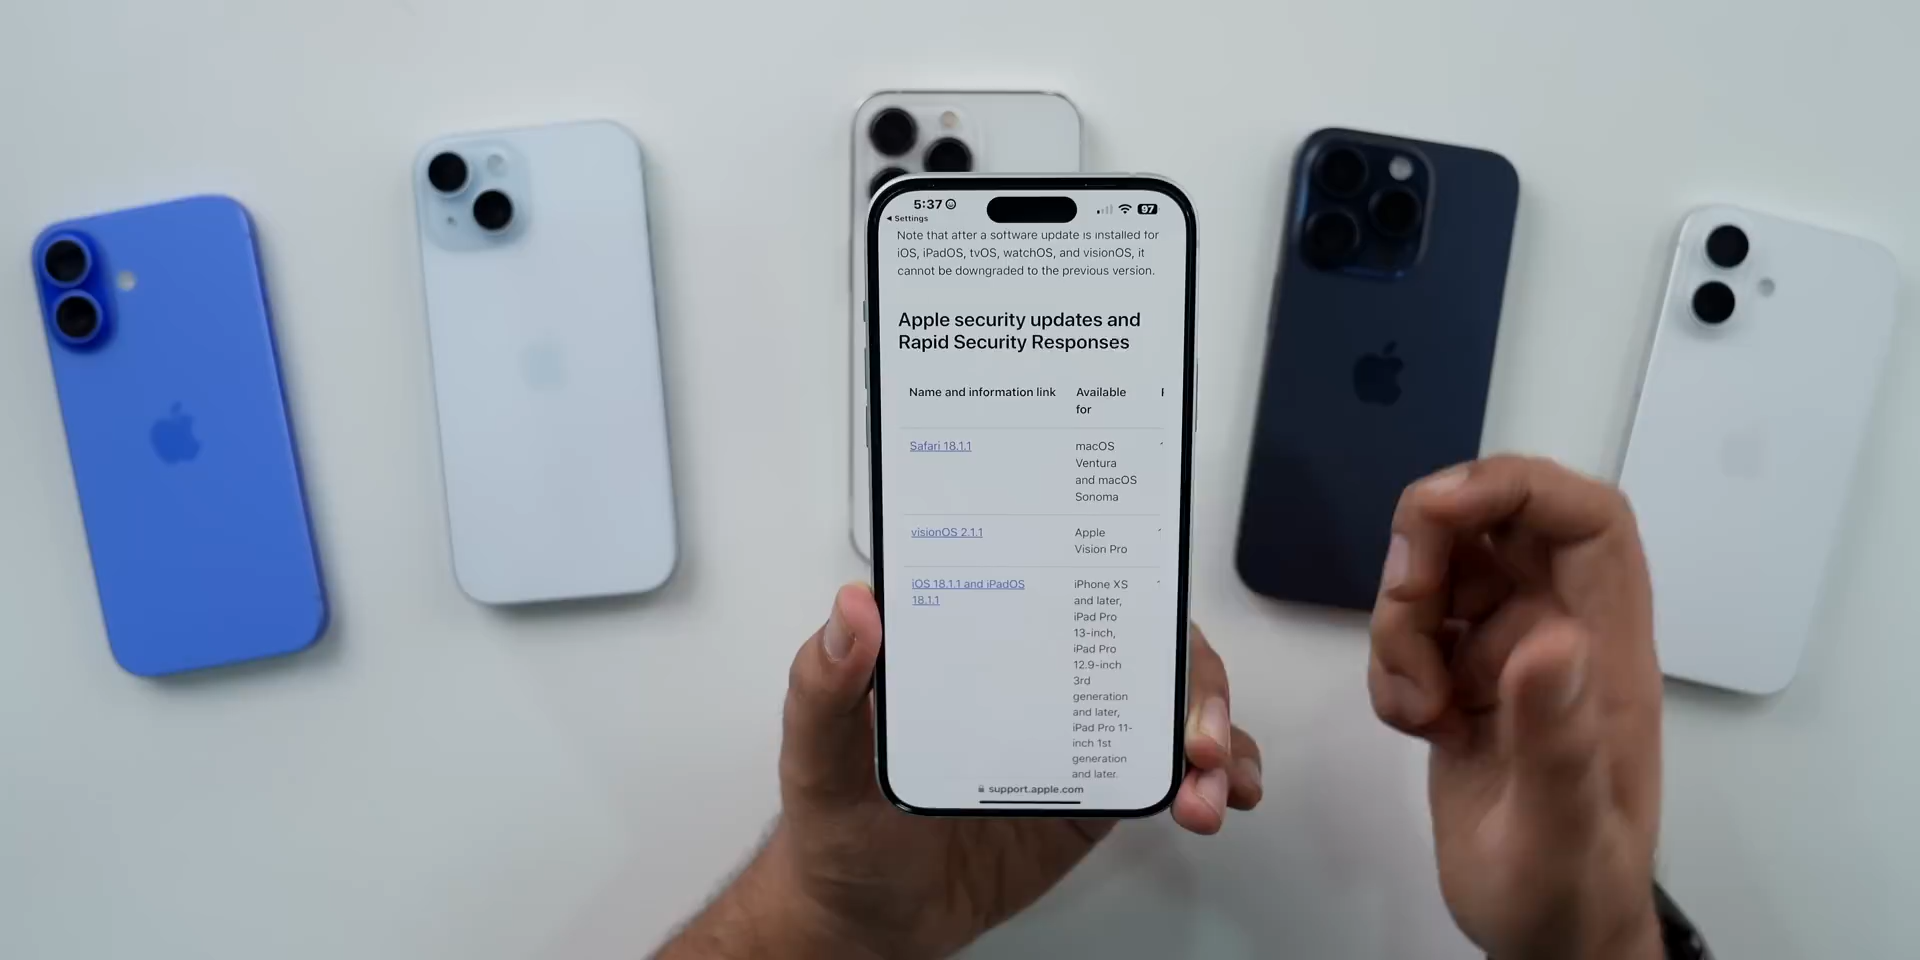 5:37
97
Settings
Note that after a software update is installed for
iOS, iPadOS, tvOS, watchOS, and visionOS, it
cannot be downgraded to the previous version.
Apple security updates and
Rapid Security Responses
Name and information link
Available
for
Safari 18.1.1
macOS
Ventura
and macOS
Sonoma
visionOS 2.1.1
Apple
Vision Pro
iOS 18.1.1 and iPadOS
18.1.1
iPhone XS
and later,
iPad Pro
13-inch,
iPad Pro
12.9-inch
3rd
generation
and later,
iPad Pro 11-
inch 1st
generation
and later.
support.apple.com